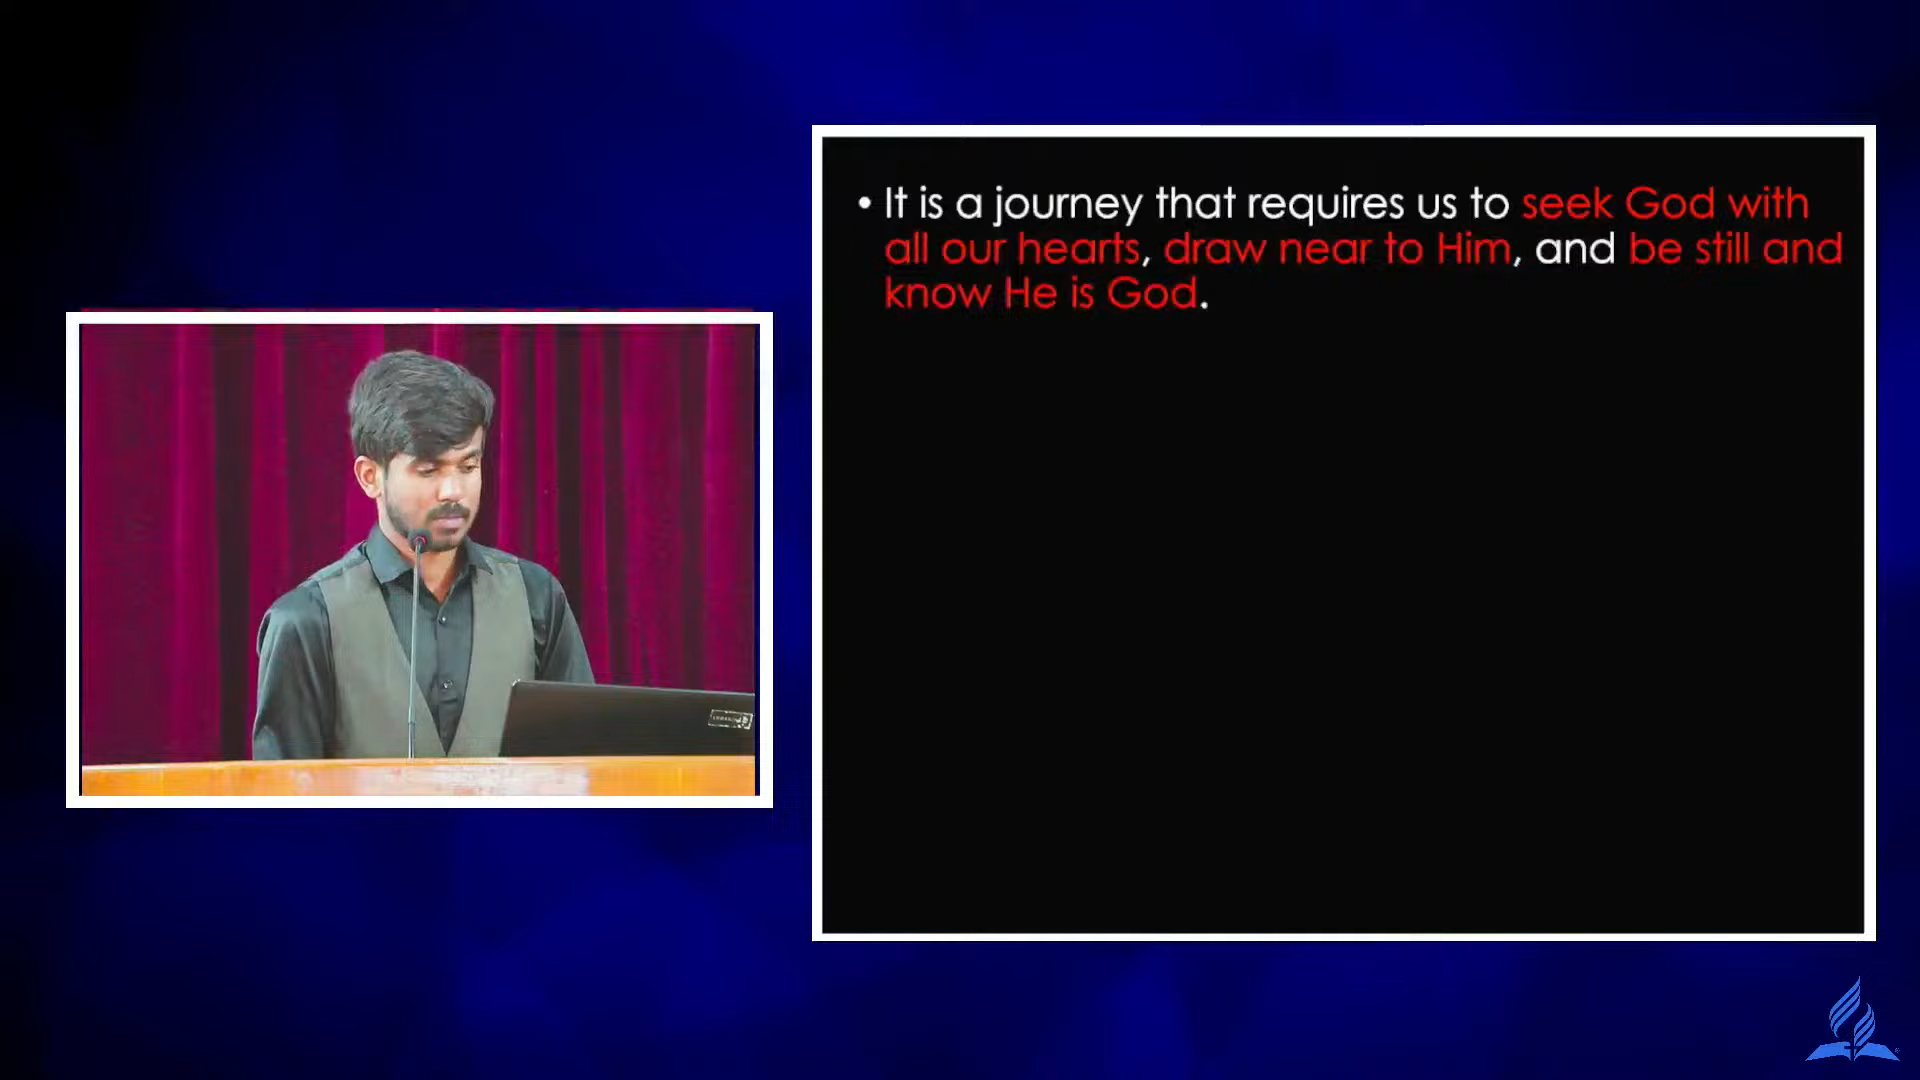 • It is a journey that requires us to seek God with
all our hearts, draw near to Him, and be still and
know He is God.